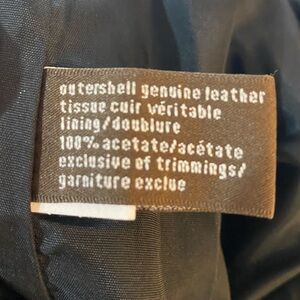 outershell genuine leather
tissue cuir véritable
lining/doublure
100% acetate/acétate
exclusive of trimmings/
garniture exclue